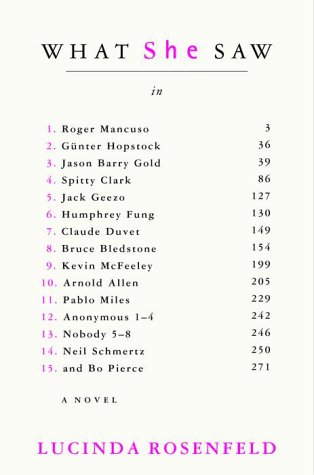 WHAT She SAW
in
1. Roger Mancuso 3
2. Günter Hopstock 36
3. Jason Barry Gold 39
4. Spitty Clark 86
5. Jack Geezo 127
6. Humphrey Fung 130
7. Claude Duvet 149
8. Bruce Bledstone 154
9. Kevin McFeeley 199
10. Arnold Allen 205
11. Pablo Miles 229
12. Anonymous 1–4 242
13. Nobody 5–8 246
14. Neil Schmertz 250
15. and Bo Pierce 271
A NOVEL
LUCINDA ROSENFELD